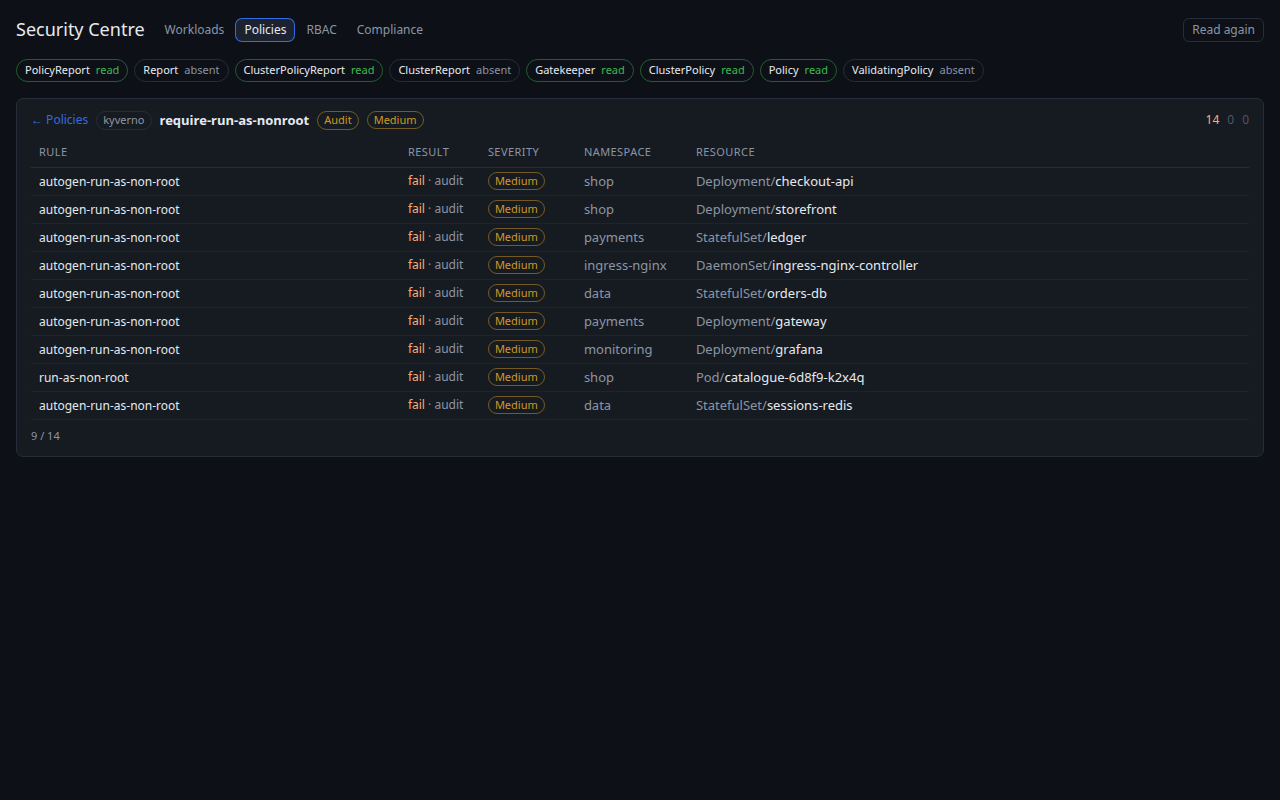 Security Centre Workloads Policies RBAC Compliance Read again
PolicyReport read Report absent ClusterPolicyReport read ClusterReport absent Gatekeeper read ClusterPolicy read Policy read ValidatingPolicy absent
← Policies kyverno require-run-as-nonroot Audit Medium 14 0 0
RULE RESULT SEVERITY NAMESPACE RESOURCE
autogen-run-as-non-root fail · audit Medium shop Deployment/checkout-api
autogen-run-as-non-root fail · audit Medium shop Deployment/storefront
autogen-run-as-non-root fail · audit Medium payments StatefulSet/ledger
autogen-run-as-non-root fail · audit Medium ingress-nginx DaemonSet/ingress-nginx-controller
autogen-run-as-non-root fail · audit Medium data StatefulSet/orders-db
autogen-run-as-non-root fail · audit Medium payments Deployment/gateway
autogen-run-as-non-root fail · audit Medium monitoring Deployment/grafana
run-as-non-root fail · audit Medium shop Pod/catalogue-6d8f9-k2x4q
autogen-run-as-non-root fail · audit Medium data StatefulSet/sessions-redis
9 / 14